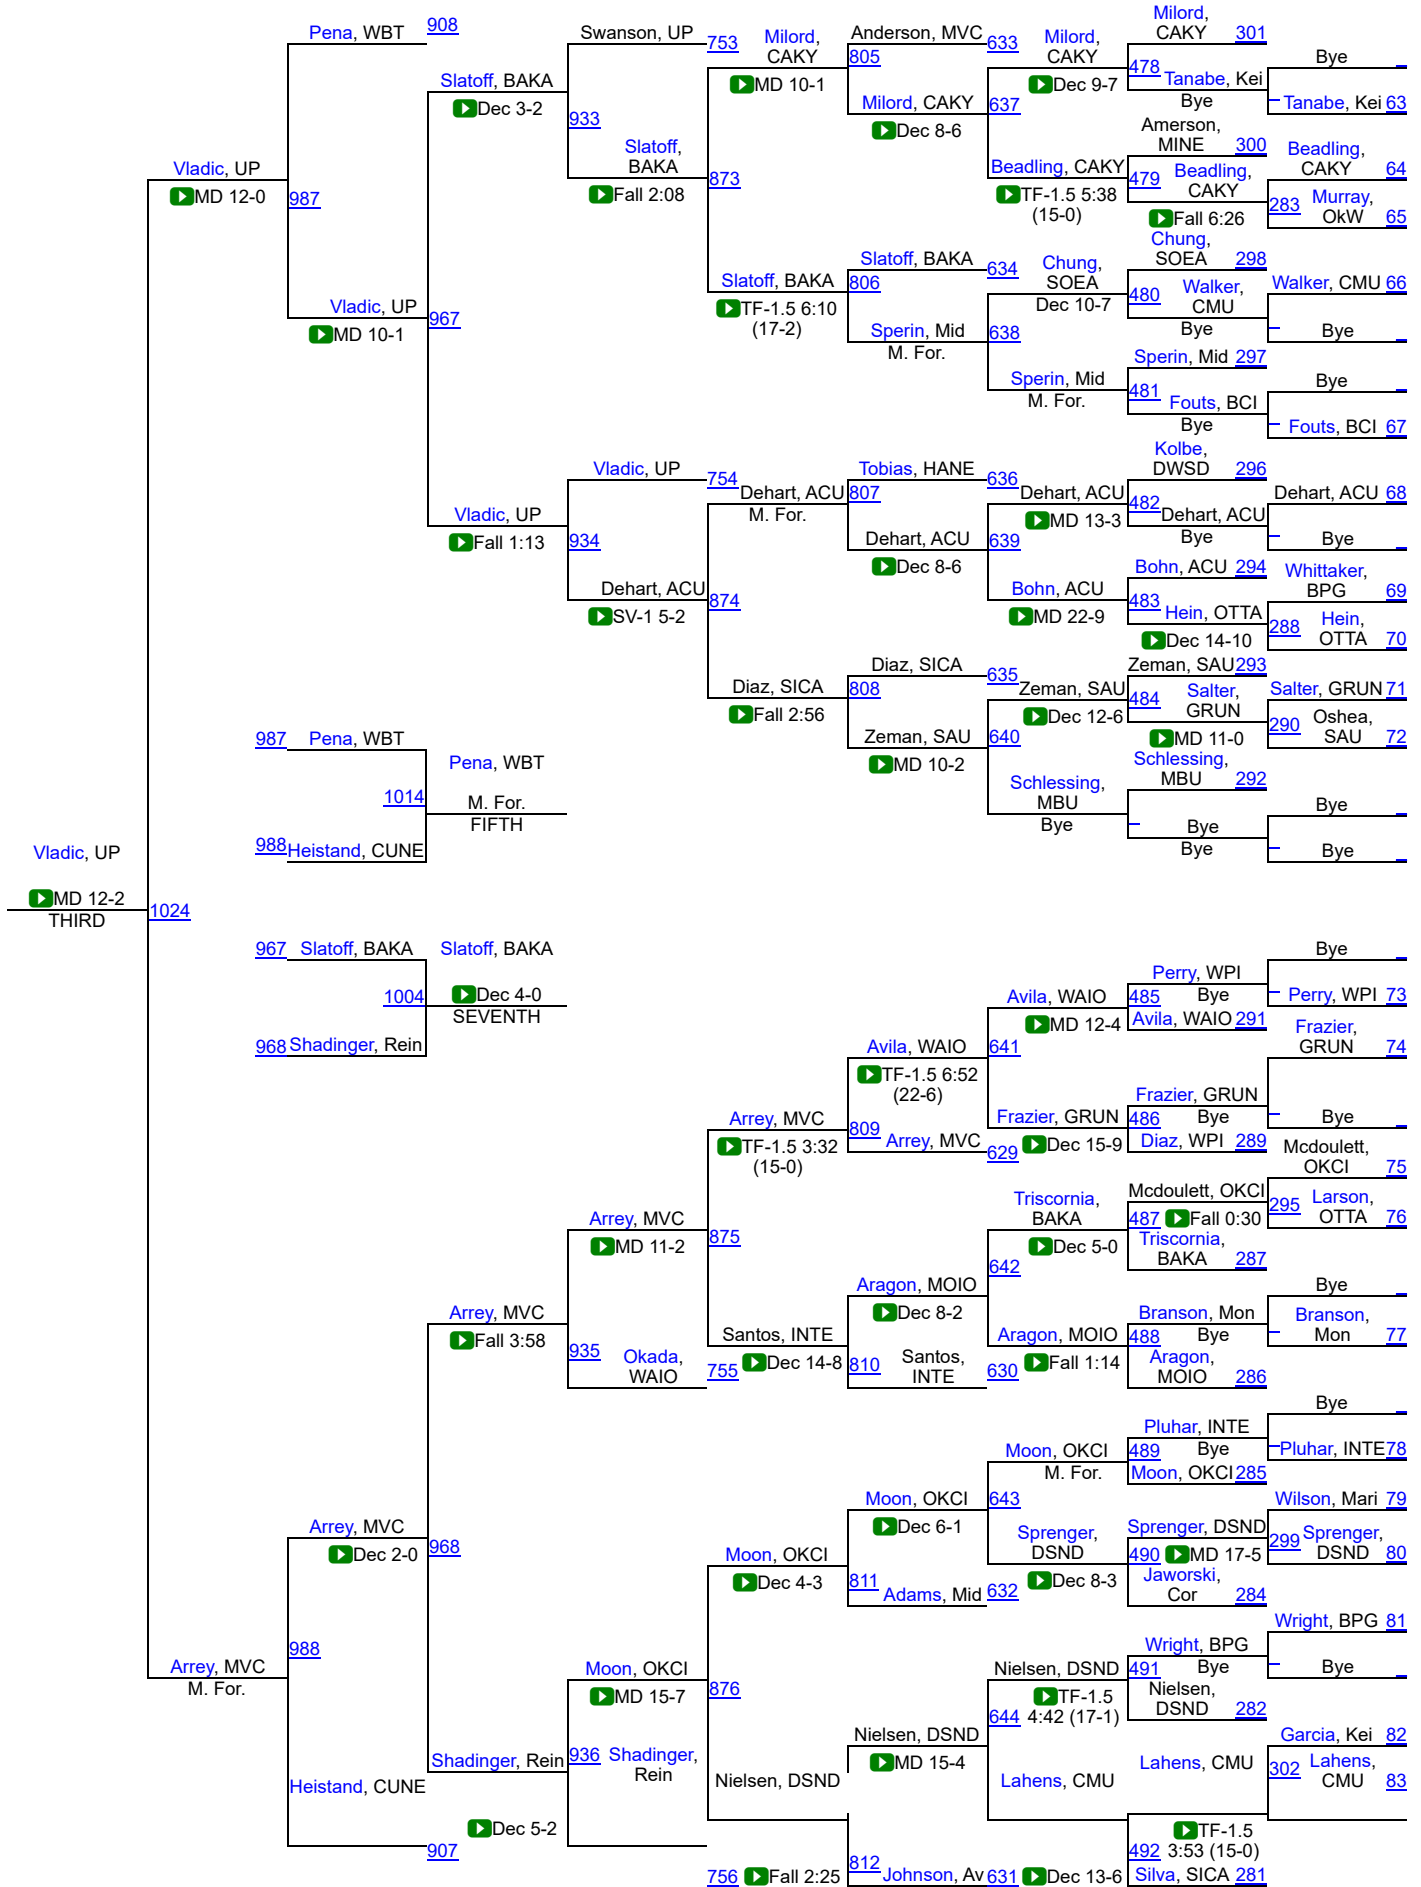 Pena, WBT 908
Swanson, UP 753
Milord,
CAKY
Anderson, MVC 633
Milord,
CAKY
Milord,
CAKY 301
Bye
805
478 Tanabe, Kei
Slatoff, BAKA
Dec 3-2
MD 10-1
Milord, CAKY 637
Dec 9-7
Bye
Tanabe, Kei 63
933
Dec 8-6
Amerson,
MINE 300
Beadling,
CAKY 64
Slatoff,
BAKA
Vladic, UP
MD 12-0
987
Fall 2:08
873
Beadling, CAKY
TF-1.5 5:38
(15-0)
479 Beadling,
CAKY
Fall 6:26
283 Murray,
OkW 65
Slatoff, BAKA 634
Chung,
SOEA
Chung,
SOEA 298
Slatoff, BAKA
TF-1.5 6:10
(17-2)
806
Dec 10-7
480 Walker,
CMU
Bye
Walker, CMU 66
Bye
Vladic, UP
MD 10-1
967
Sperin, Mid 638
M. For.
Sperin, Mid 297
Sperin, Mid
M. For.
481 Fouts, BCI
Bye
Bye
Fouts, BCI 67
Vladic, UP 754
Tobias, HANE 636
Kolbe,
DWSD 296
Dehart, ACU 807
M. For.
Dehart, ACU
MD 13-3
482 Dehart, ACU
Bye
Dehart, ACU 68
Bye
Vladic, UP
Fall 1:13
934
Dehart, ACU 639
Dec 8-6
Bohn, ACU 294
Whittaker,
BPG 69
Dehart, ACU 874
SV-1 5-2
Bohn, ACU
MD 22-9
483 Hein, OTTA
Dec 14-10
288 Hein,
OTTA 70
Diaz, SICA 635
Zeman, SAU 293
Diaz, SICA
Fall 2:56
808
Zeman, SAU
Dec 12-6
484 Salter,
GRUN
MD 11-0
Salter, GRUN 71
290 Oshea,
SAU 72
987 Pena, WBT
Pena, WBT
Zeman, SAU 640
MD 10-2
Schlessing,
MBU 292
1014 M. For.
FIFTH
Schlessing,
MBU
Bye
Bye
Bye
Bye
Bye
988 Heistand, CUNE
Vladic, UP
MD 12-2
THIRD
1024
967 Slatoff, BAKA
Slatoff, BAKA
Bye
1004 Dec 4-0
SEVENTH
Avila, WAIO
MD 12-4
Perry, WPI
485 Bye
Avila, WAIO 291
Perry, WPI 73
968 Shadinger, Rein
Avila, WAIO 641
TF-1.5 6:52
(22-6)
Frazier,
GRUN 74
Arrey, MVC
TF-1.5 3:32
(15-0)
809 Arrey, MVC 629
Frazier, GRUN
Dec 15-9
Frazier, GRUN
486 Bye
Diaz, WPI 289
Bye
Mcdoulett,
OKCI 75
Arrey, MVC
MD 11-2
875
Triscornia,
BAKA
Dec 5-0
Mcdoulett, OKCI
487 Fall 0:30
Triscornia,
BAKA 287
295 Larson,
OTTA 76
642
Aragon, MOIO
Dec 8-2
Bye
Arrey, MVC
Fall 3:58
935 Okada,
WAIO 755
Santos, INTE
Dec 14-8
810 Santos,
INTE 630
Aragon, MOIO
Fall 1:14
Branson, Mon
488 Bye
Aragon,
MOIO 286
Branson,
Mon 77
Bye
Moon, OKCI
M. For.
Pluhar, INTE
489 Bye
Moon, OKCI 285
Pluhar, INTE 78
Moon, OKCI 643
Dec 6-1
Wilson, Mari 79
Arrey, MVC
Dec 2-0
968
Moon, OKCI
Dec 4-3
811 Adams, Mid 632
Sprenger,
DSND
Dec 8-3
Sprenger, DSND
490 MD 17-5
Jaworski,
Cor 284
299 Sprenger,
DSND 80
Wright, BPG 81
988
Arrey, MVC
M. For.
Moon, OKCI
MD 15-7
876
Nielsen, DSND
TF-1.5
644 4:42 (17-1)
Wright, BPG
491 Bye
Nielsen,
DSND 282
Bye
Nielsen, DSND
MD 15-4
Garcia, Kei 82
Shadinger, Rein 936 Shadinger,
Rein
Nielsen, DSND
Lahens, CMU
Lahens, CMU
302 Lahens,
CMU 83
Heistand, CUNE
907
Dec 5-2
756 Fall 2:25
812 Johnson, Av 631
Dec 13-6
TF-1.5
492 3:53 (15-0)
Silva, SICA 281